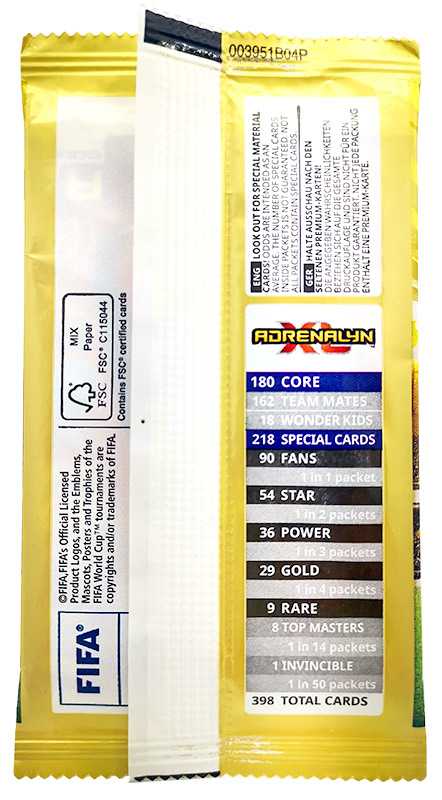 003951B04P
ENG LOOK OUT FOR SPECIAL MATERIAL
CARDS! ODDS ARE INTENDED AS AN
AVERAGE. THE NUMBER OF SPECIAL CARDS
INSIDE PACKETS IS NOT GUARANTEED. NOT
ALL PACKETS CONTAIN SPECIAL CARDS.
GER HALTE AUSSCHAU NACH DEN
SELTENEN PREMIUM-KARTEN!
DIE ANGEGEBEN WAHRSCHEINLICHKEITEN
BEZIEHEN SICH AUF DIE GESAMTE
DRUCKAUFLAGE UND SIND NICHT FÜR EIN
PRODUKT GARANTIERT. NICHT JEDE PACKUNG
ENTHÄLT EINE PREMIUM-KARTE.
ADRENALYN
XL
180 CORE
162 TEAM MATES
18 WONDER KIDS
218 SPECIAL CARDS
90 FANS
1 in 1 packet
54 STAR
1 in 2 packets
36 POWER
1 in 3 packets
29 GOLD
1 in 4 packets
9 RARE
8 TOP MASTERS
1 in 14 packets
1 INVINCIBLE
1 in 50 packets
398 TOTAL CARDS
MIX
Paper
FSC FSC® C115044
Contains FSC® certified cards
©FIFA, FIFA's Official Licensed
Product Logos, and the Emblems,
Mascots, Posters and Trophies of the
FIFA World Cup™ tournaments are
copyrights and/or trademarks of FIFA.
FIFA®